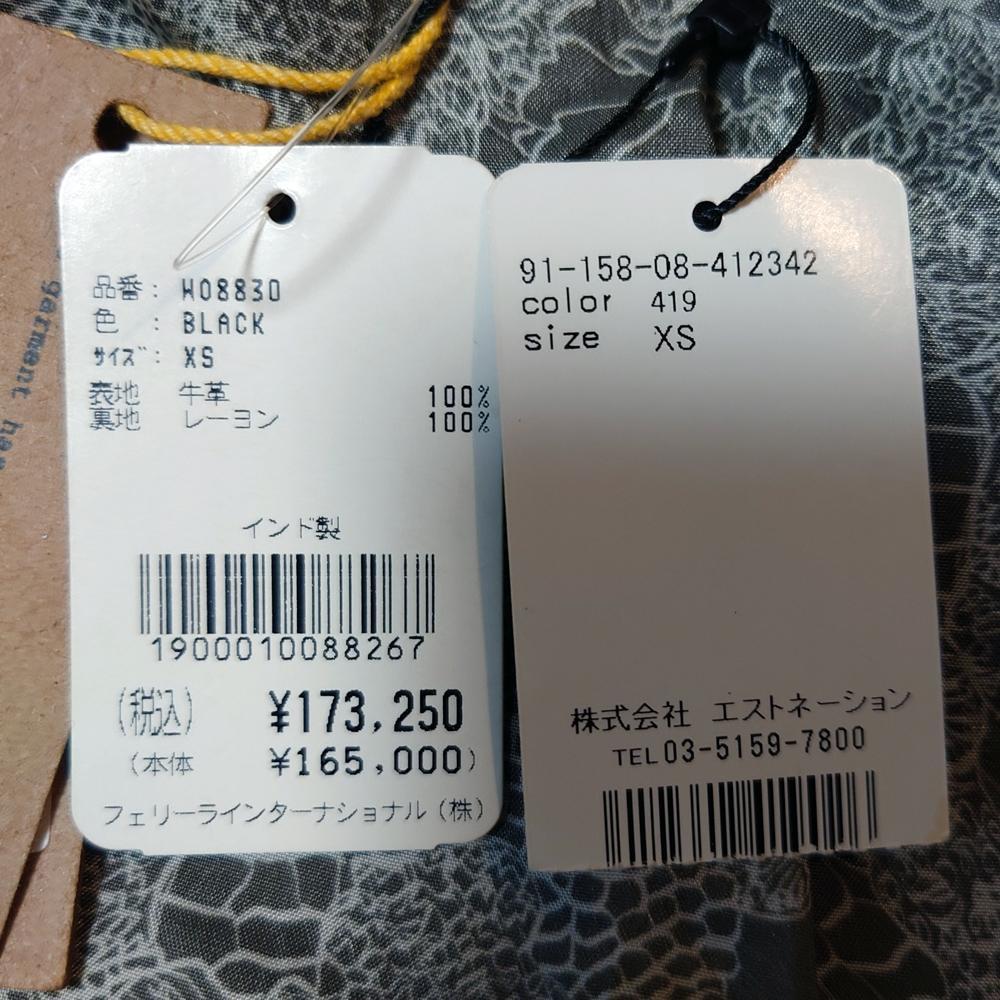 garment
品番: W08830
色 : BLACK
ｻｲｽﾞ: XS
表地 牛革 100%
裏地 レーヨン 100%
インド製
1900010088267
(税込) ¥173,250
(本体 ¥165,000)
フェリーラインターナショナル(株)
91-158-08-412342
color 419
size XS
株式会社 エストネーション
TEL03-5159-7800